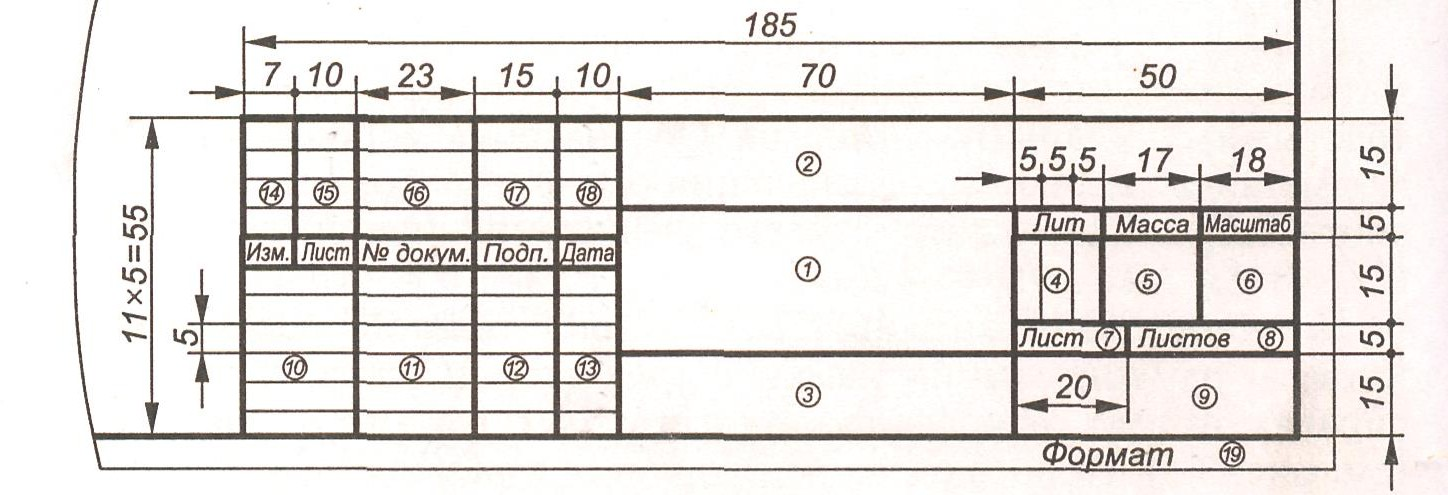 185
7 10 23 15 10 70 50
② 5 5 5 17 18 15
⑭ ⑮ ⑯ ⑰ ⑱
Лит Масса Масштаб 5
Изм. Лист № докум. Подп. Дата
11×5=55
① ④ ⑤ ⑥ 15
5
Лист ⑦ Листов ⑧ 5
⑩ ⑪ ⑫ ⑬
③ 20 ⑨ 15
Формат ⑲